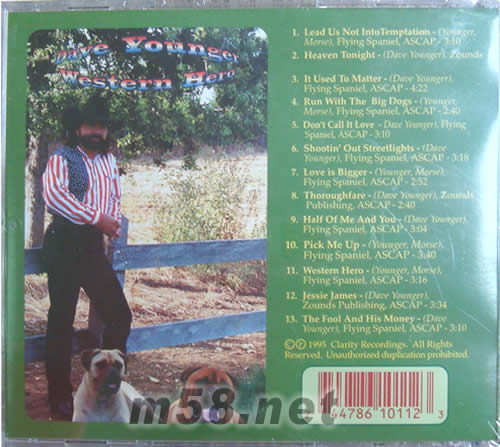 Dave Younger
Western Hero
1. Lead Us Not IntoTemptation - (Younger,
Morse), Flying Spaniel, ASCAP - 3:10
2. Heaven Tonight - (Dave Younger), Zounds
3. It Used To Matter - (Dave Younger),
Flying Spaniel, ASCAP - 4:22
4. Run With The Big Dogs - (Younger,
Morse), Flying Spaniel, ASCAP - 2:40
5. Don't Call It Love - Dave Younger), Flying
Spaniel, ASCAP - 3:10
6. Shootin' Out Streetlights - (Dave
Younger), Flying Spaniel, ASCAP - 3:18
7. Love is Bigger - (Younger, Morse),
Flying Spaniel, ASCAP - 2:52
8. Thoroughfare - (Dave Younger), Zounds
Publishing, ASCAP - 2:40
9. Half Of Me And You - (Dave Younger),
Flying Spaniel, ASCAP - 3:04
10. Pick Me Up - (Younger, Morse),
Flying Spaniel, ASCAP - 3:40
11. Western Hero - (Younger, Morse),
Flying Spaniel, ASCAP - 3:16
12. Jessie James - (Dave Younger),
Zounds Publishing, ASCAP - 3:34
13. The Fool And His Money - (Dave
Younger), Flying Spaniel, ASCAP - 3:10
©℗ 1995 Clarity Recordings. All Rights
Reserved. Unauthorized duplication prohibited.
44786 10112 3
m58.net